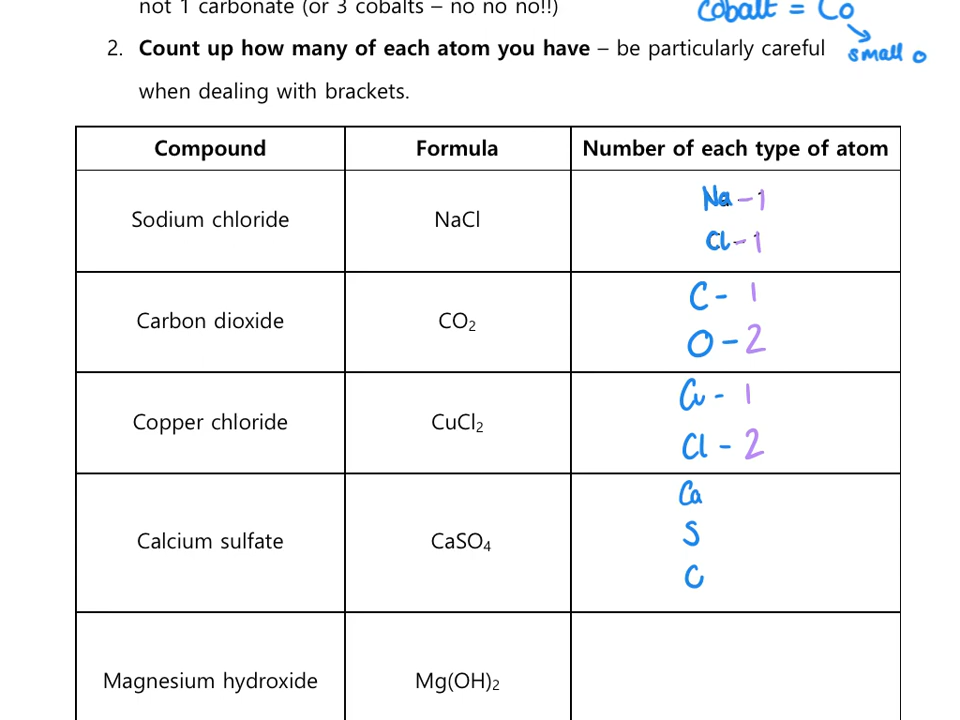 not 1 carbonate (or 3 cobalts – no no no!!)
Cobalt = Co
small o
2. Count up how many of each atom you have – be particularly careful
when dealing with brackets.
Compound Formula Number of each type of atom
Sodium chloride NaCl
Na - 1
Cl - 1
Carbon dioxide CO₂
C - 1
O - 2
Copper chloride CuCl₂
Cu - 1
Cl - 2
Calcium sulfate CaSO₄
Ca
S
Magnesium hydroxide Mg(OH)₂